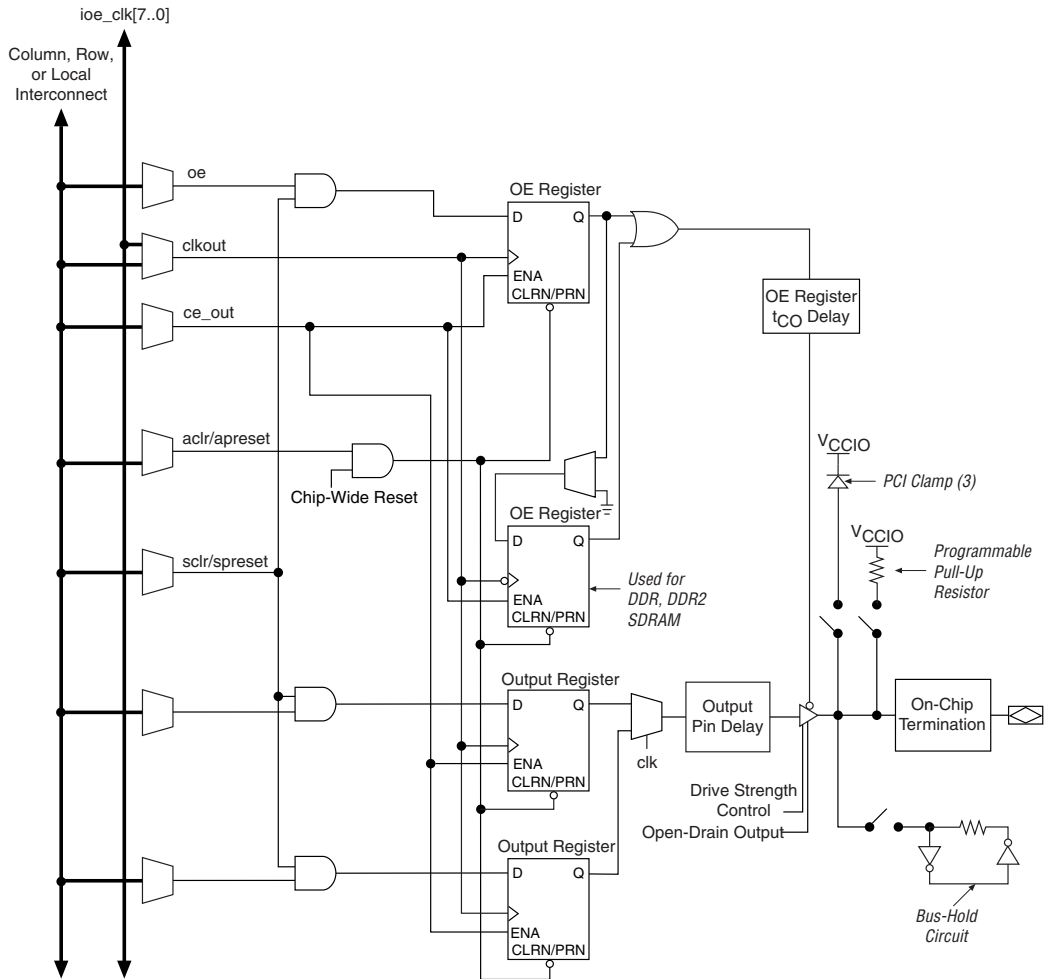 ioe_clk[7..0]
Column, Row,
or Local
Interconnect
oe
OE Register
D
Q
clkout
ENA
CLRN/PRN
OE Register
tCO Delay
ce_out
aclr/apreset
Chip-Wide Reset
VCCIO
PCI Clamp (3)
OE Register
D
Q
ENA
CLRN/PRN
VCCIO
Programmable
Pull-Up
Resistor
sclr/spreset
Used for
DDR, DDR2
SDRAM
Output Register
D
Q
ENA
CLRN/PRN
clk
Output
Pin Delay
On-Chip
Termination
Drive Strength
Control
Open-Drain Output
Output Register
D
Q
ENA
CLRN/PRN
Bus-Hold
Circuit